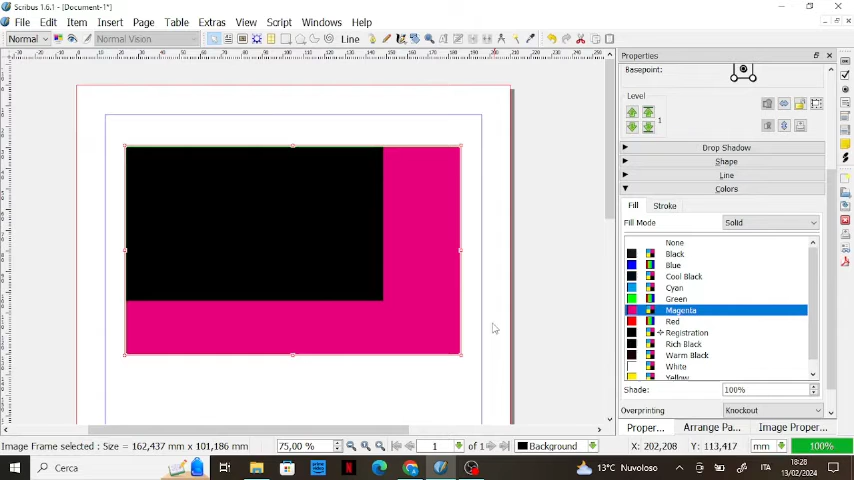 Scribus 1.6.1 - [Document-1*]
File Edit Item Insert Page Table Extras View Script Windows Help
Normal Normal Vision Line
Properties
Basepoint:
Level
1
Drop Shadow
Shape
Line
Colors
Fill Stroke
Fill Mode Solid
None
Black
Blue
Cool Black
Cyan
Green
Magenta
Red
Registration
Rich Black
Warm Black
White
Yellow
Shade: 100%
Overprinting Knockout
Proper... Arrange Pa... Image Proper...
Image Frame selected : Size = 162,437 mm x 101,186 mm 75,00 % 1 of 1 Background X: 202,208 Y: 113,417 mm 100%
Cerca 13°C Nuvoloso ITA 18:28
13/02/2024